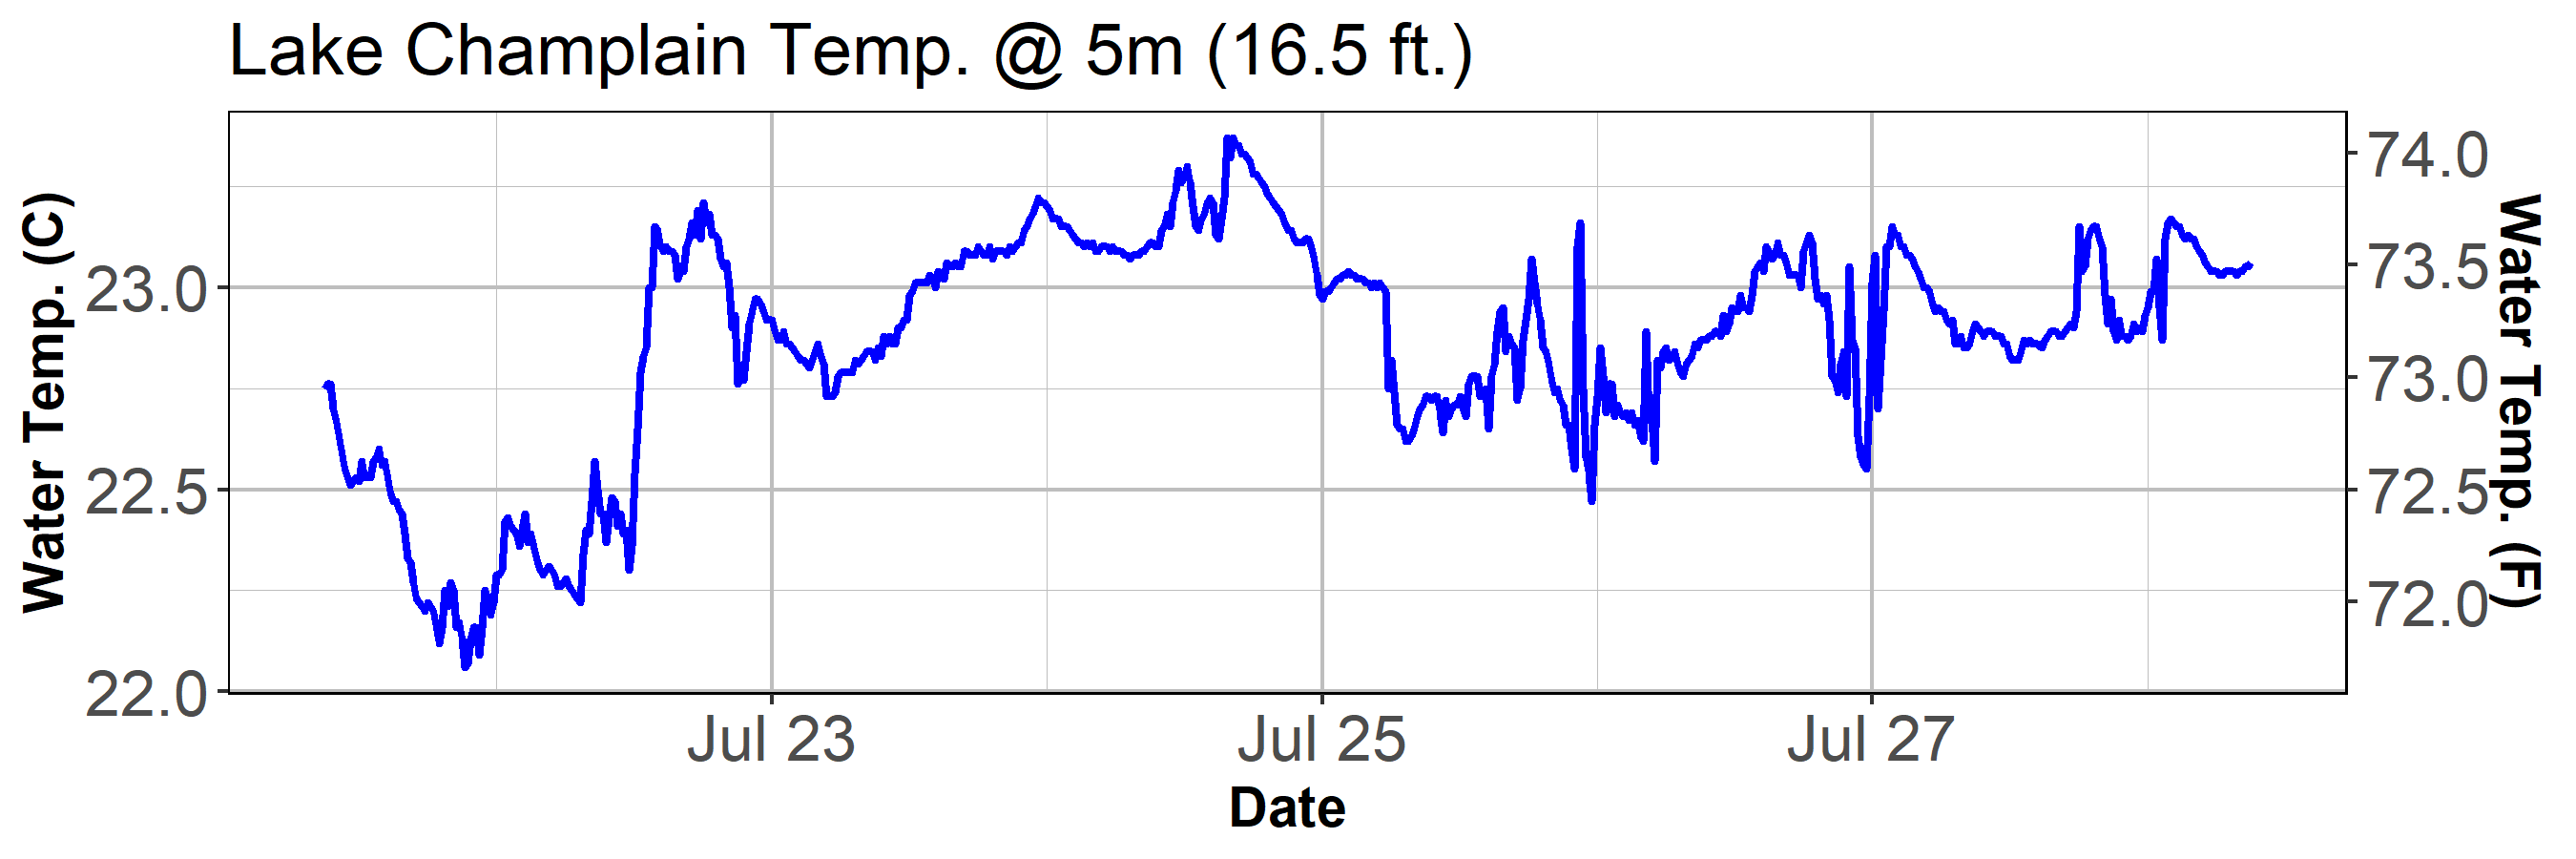 Lake Champlain Temp. @ 5m (16.5 ft.)
Water Temp. (C)
23.0
22.5
22.0
74.0
73.5
73.0
72.5
72.0
Water Temp. (F)
Jul 23
Jul 25
Jul 27
Date